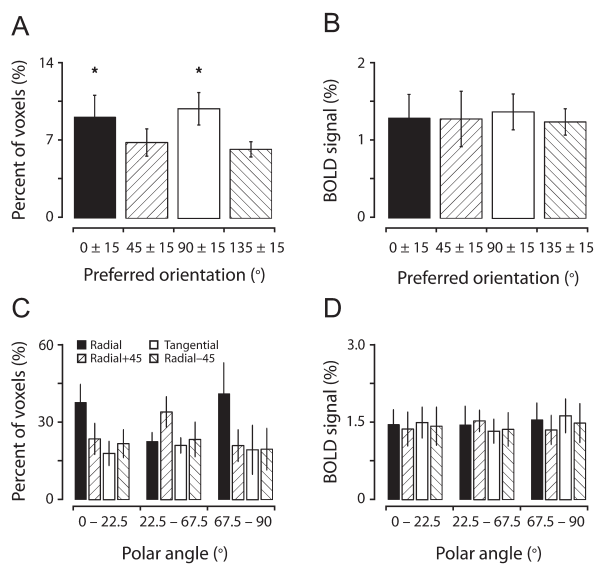 A
Percent of voxels (%)
14
7
0
*
*
0 ± 15
45 ± 15
90 ± 15
135 ± 15
Preferred orientation (°)
B
BOLD signal (%)
2
1
0
0 ± 15
45 ± 15
90 ± 15
135 ± 15
Preferred orientation (°)
C
Percent of voxels (%)
60
30
0
Radial
Tangential
Radial+45
Radial−45
0 – 22.5
22.5 – 67.5
67.5 – 90
Polar angle (°)
D
BOLD signal (%)
3.0
1.5
0
0 – 22.5
22.5 – 67.5
67.5 – 90
Polar angle (°)